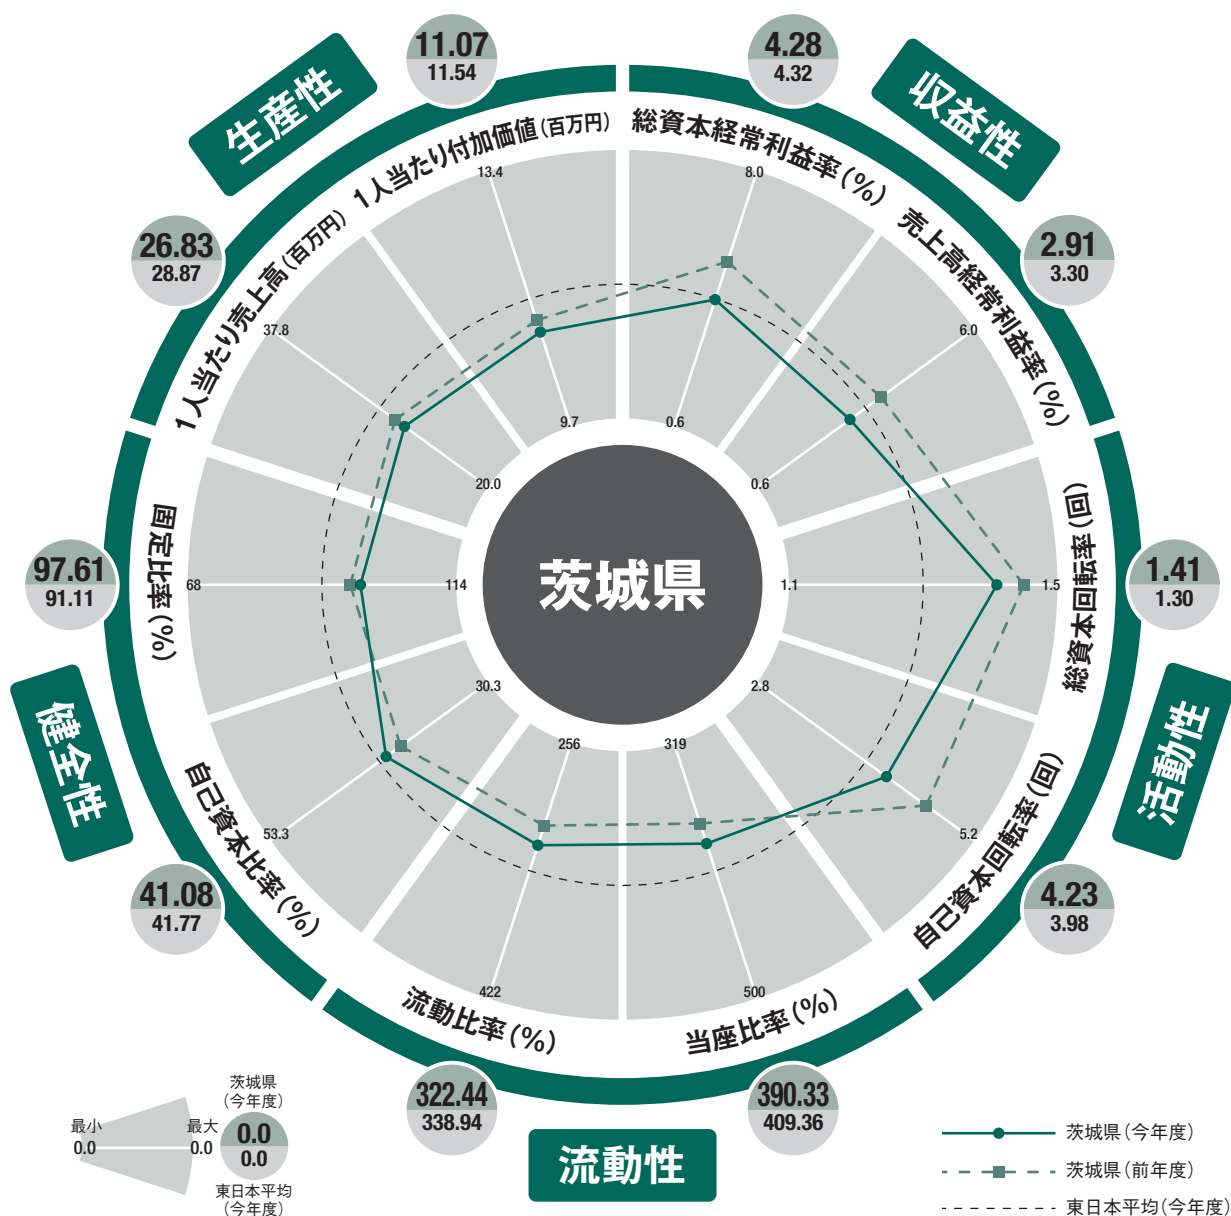 生産性
11.07
11.54
1人当たり付加価値(百万円)
13.4
9.7
26.83
28.87
1人当たり売上高(百万円)
37.8
20.0
収益性
4.28
4.32
総資本経常利益率(%)
8.0
0.6
2.91
3.30
売上高経常利益率(%)
6.0
0.6
茨城県
活動性
1.41
1.30
総資本回転率(回)
1.5
1.1
4.23
3.98
自己資本回転率(回)
5.2
2.8
健全性
97.61
91.11
固定比率(%)
68
114
41.08
41.77
自己資本比率(%)
53.3
30.3
流動性
322.44
338.94
流動比率(%)
422
256
390.33
409.36
当座比率(%)
500
319
茨城県
(今年度)
最小
0.0
最大
0.0
0.0
0.0
東日本平均
(今年度)
茨城県(今年度)
茨城県(前年度)
東日本平均(今年度)